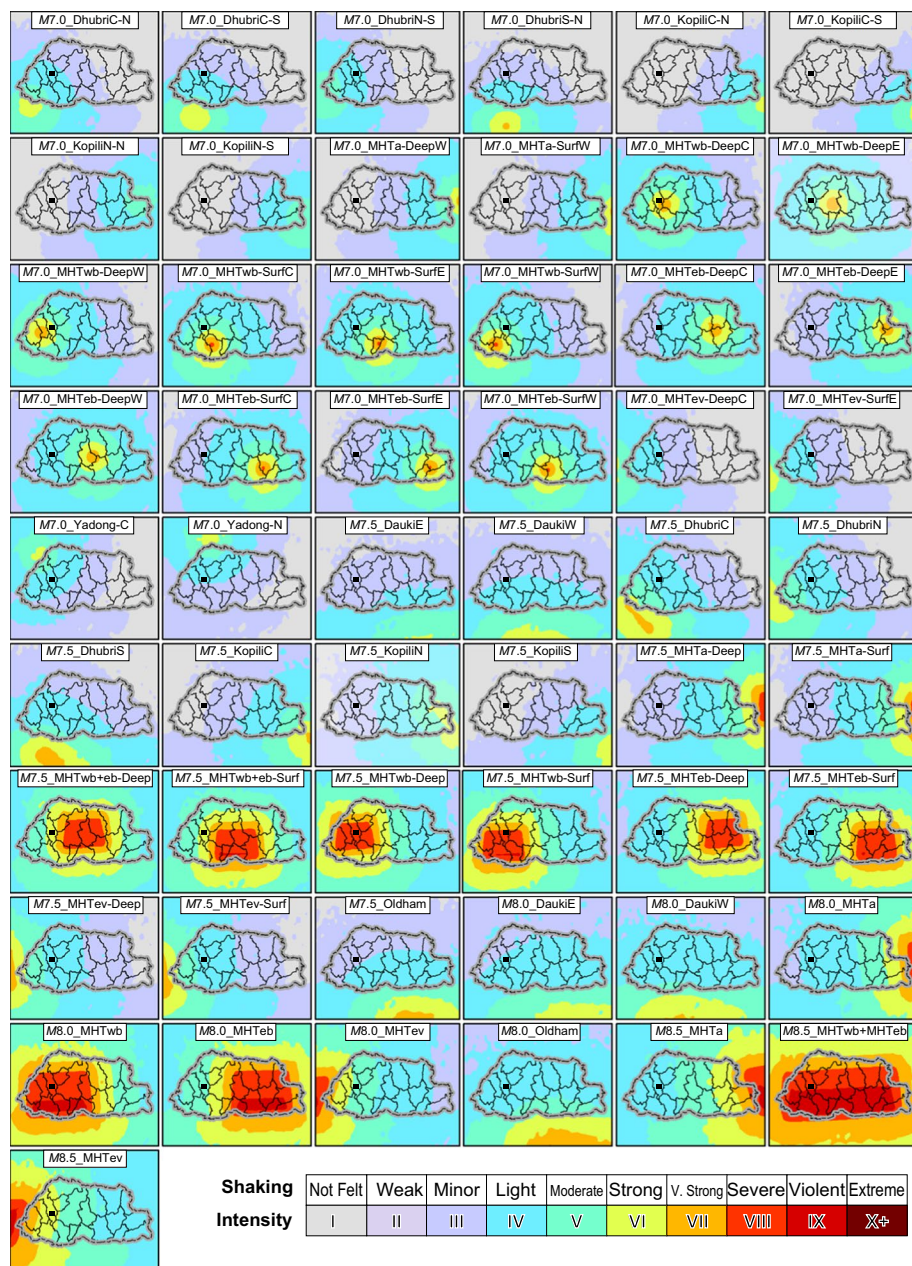 M7.0_DhubriC-N M7.0_DhubriC-S M7.0_DhubriN-S M7.0_DhubriS-N M7.0_KopiliC-N M7.0_KopiliC-S
M7.0_KopiliN-N M7.0_KopiliN-S M7.0_MHTa-DeepW M7.0_MHTa-SurfW M7.0_MHTwb-DeepC M7.0_MHTwb-DeepE
M7.0_MHTwb-DeepW M7.0_MHTwb-SurfC M7.0_MHTwb-SurfE M7.0_MHTwb-SurfW M7.0_MHTeb-DeepC M7.0_MHTeb-DeepE
M7.0_MHTeb-DeepW M7.0_MHTeb-SurfC M7.0_MHTeb-SurfE M7.0_MHTeb-SurfW M7.0_MHTev-DeepC M7.0_MHTev-SurfE
M7.0_Yadong-C M7.0_Yadong-N M7.5_DaukiE M7.5_DaukiW M7.5_DhubriC M7.5_DhubriN
M7.5_DhubriS M7.5_KopiliC M7.5_KopiliN M7.5_KopiliS M7.5_MHTa-Deep M7.5_MHTa-Surf
M7.5_MHTwb+eb-Deep M7.5_MHTwb+eb-Surf M7.5_MHTwb-Deep M7.5_MHTwb-Surf M7.5_MHTeb-Deep M7.5_MHTeb-Surf
M7.5_MHTev-Deep M7.5_MHTev-Surf M7.5_Oldham M8.0_DaukiE M8.0_DaukiW M8.0_MHTa
M8.0_MHTwb M8.0_MHTeb M8.0_MHTev M8.0_Oldham M8.5_MHTa M8.5_MHTwb+MHTeb
M8.5_MHTev
Shaking Not Felt Weak Minor Light Moderate Strong V. Strong Severe Violent Extreme
Intensity I II III IV V VI VII VIII IX X+